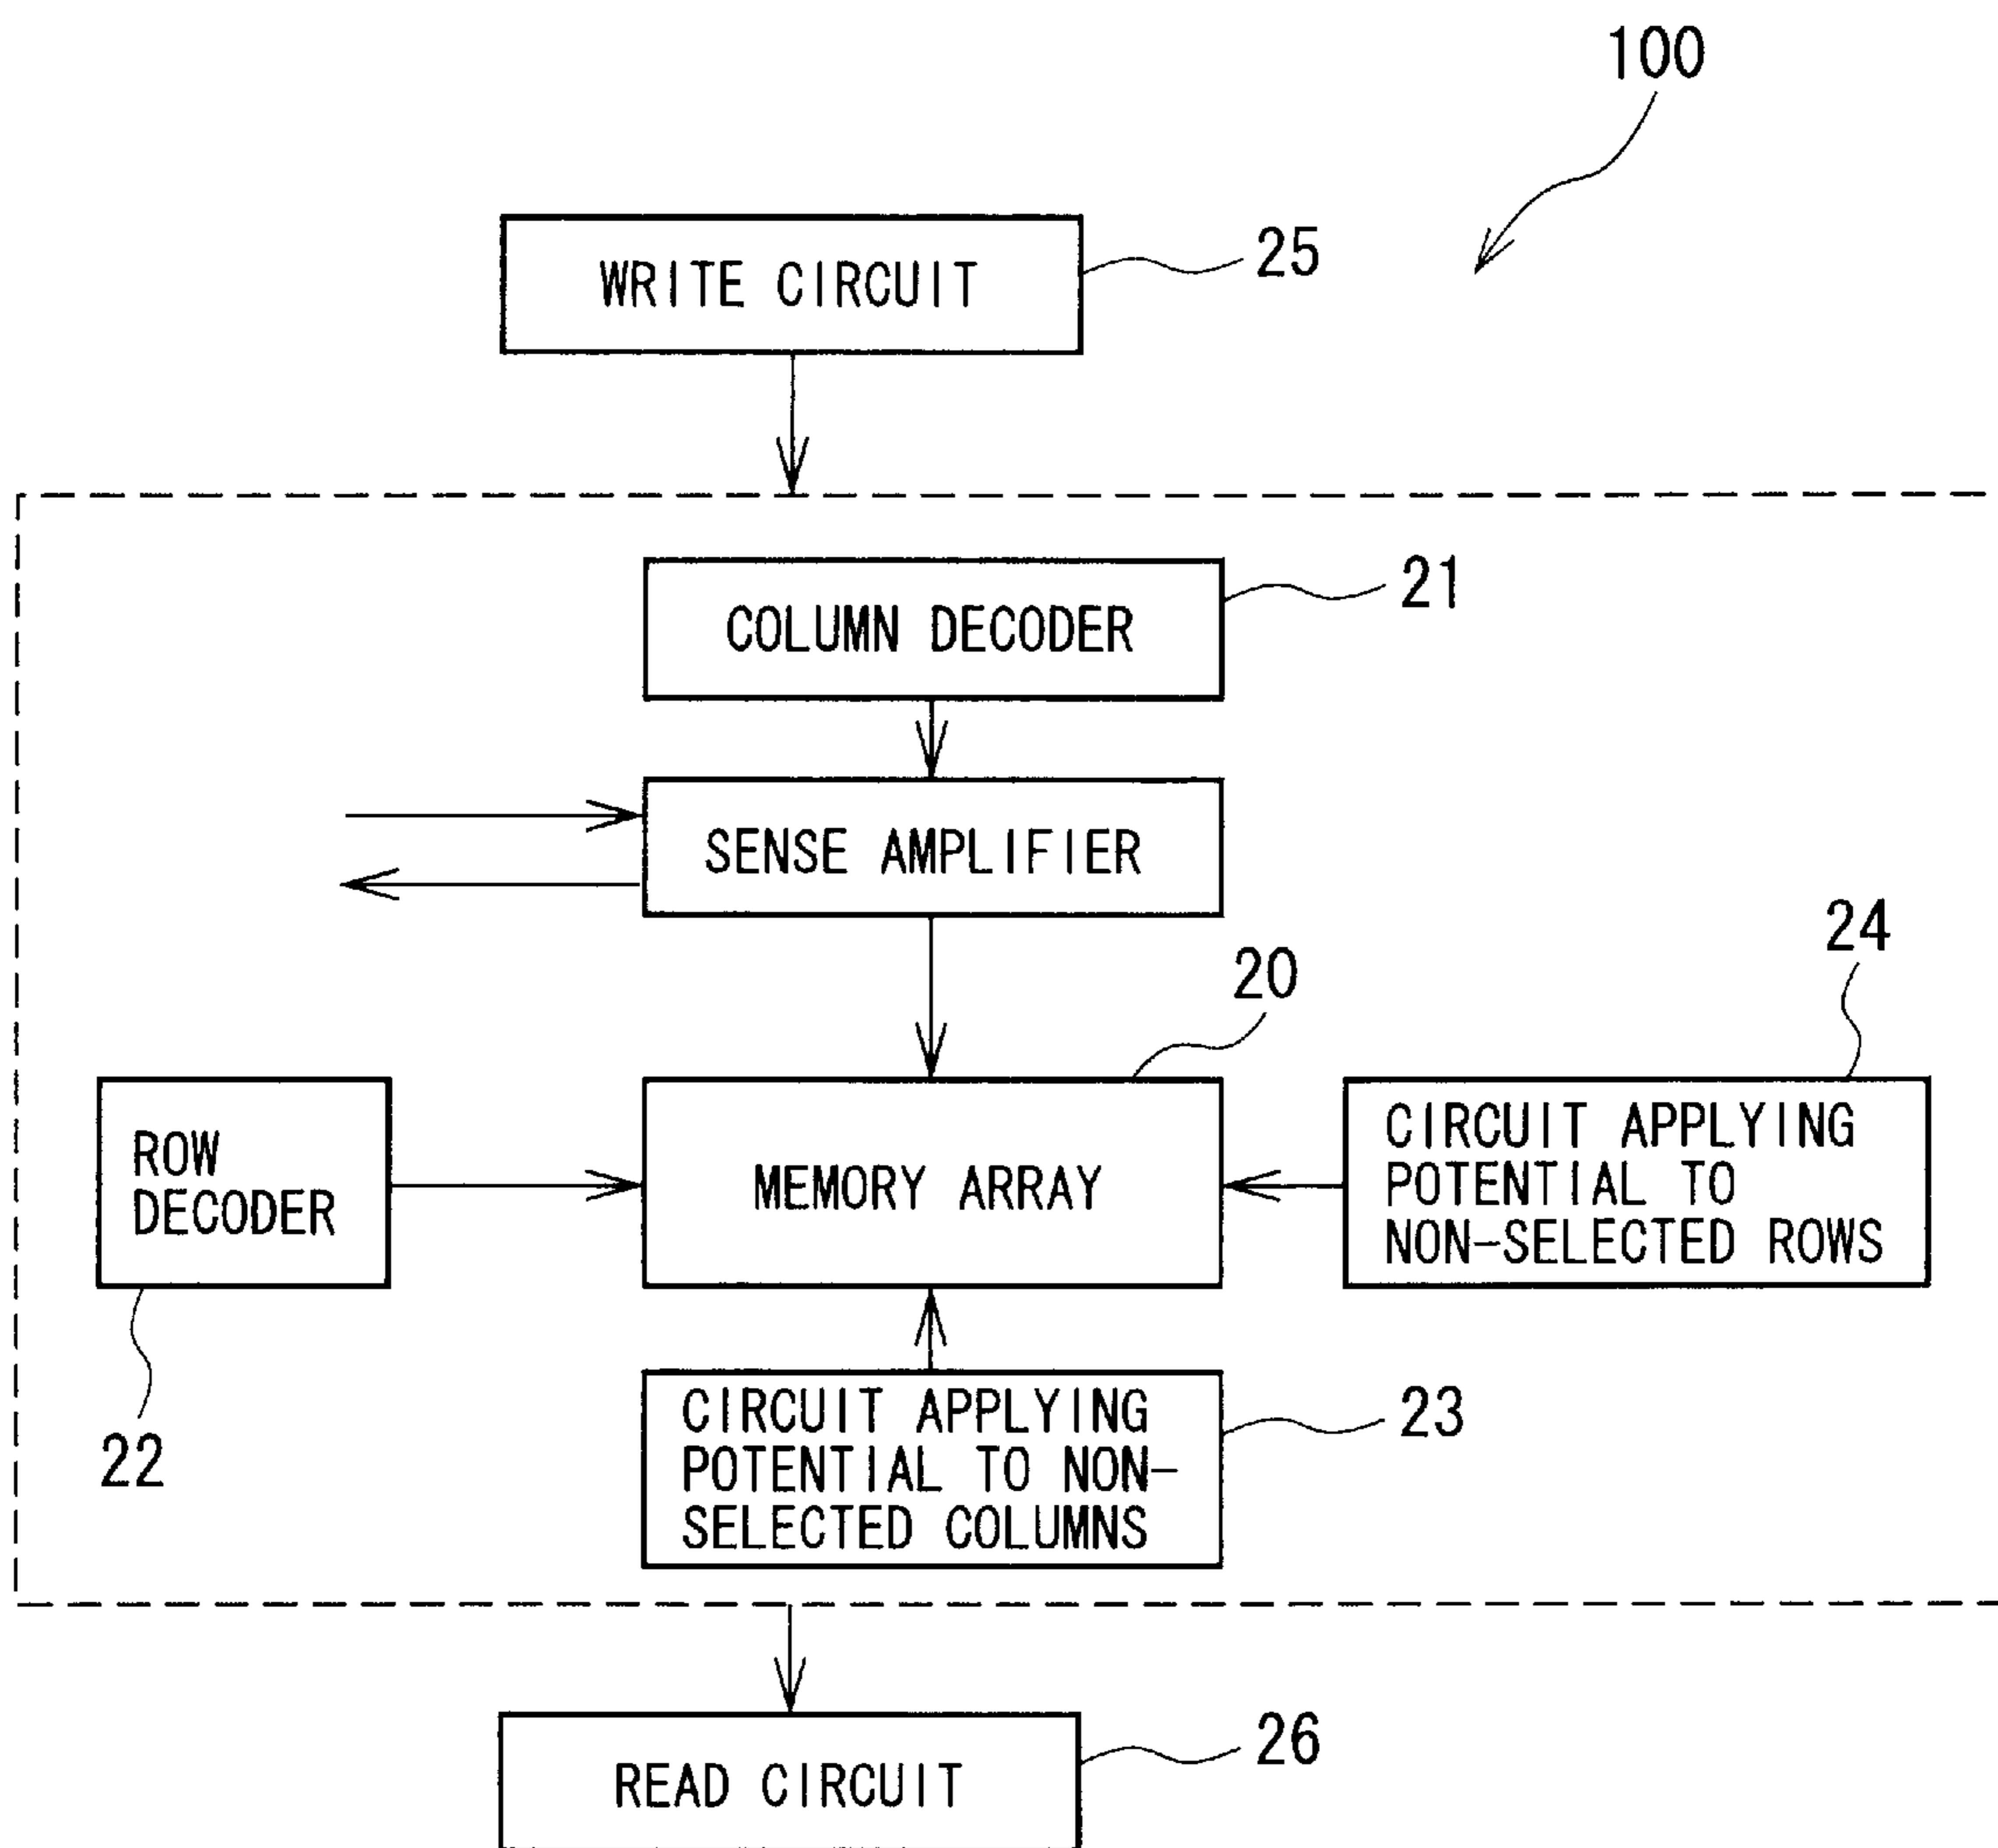 100
WRITE CIRCUIT
25
COLUMN DECODER
21
SENSE AMPLIFIER
24
20
ROW
DECODER
MEMORY ARRAY
CIRCUIT APPLYING
POTENTIAL TO
NON-SELECTED ROWS
22
CIRCUIT APPLYING
POTENTIAL TO NON-
SELECTED COLUMNS
23
READ CIRCUIT
26